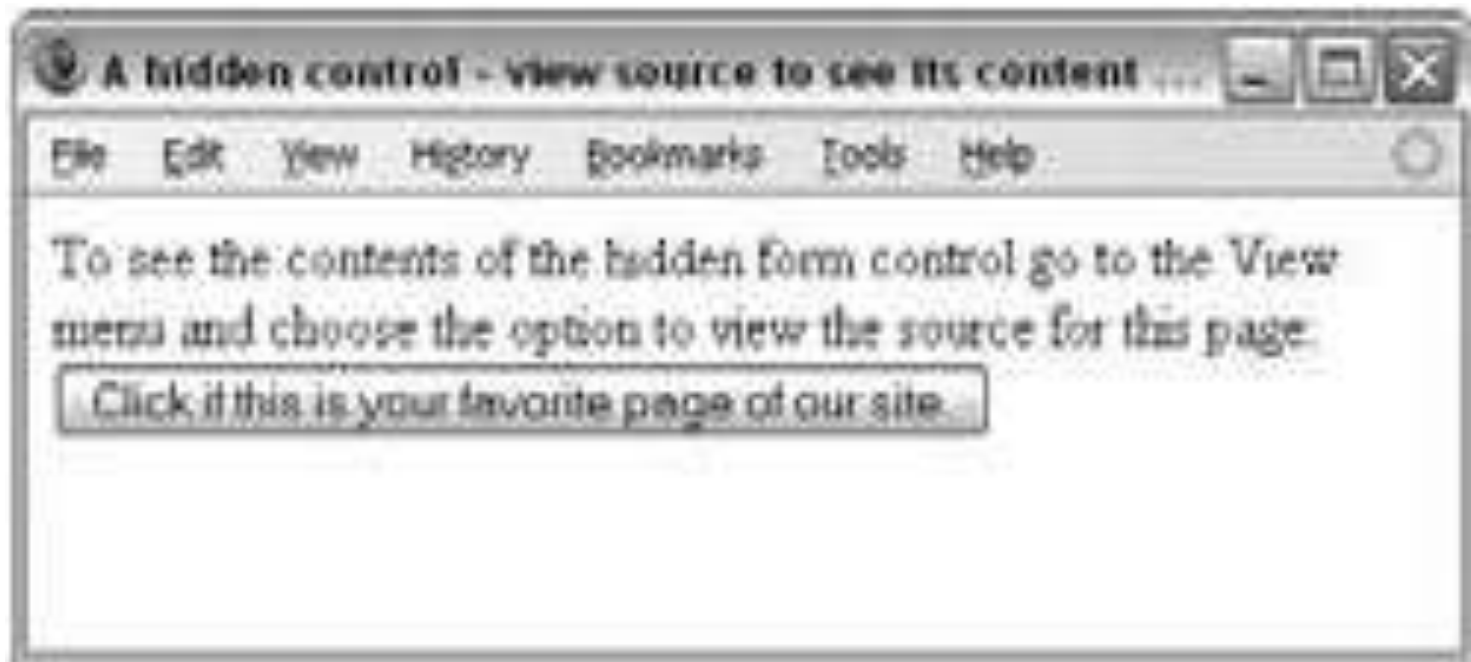 A hidden control - view source to see its content ...
File Edit View History Bookmarks Tools Help
To see the contents of the hidden form control go to the View
menu and choose the option to view the source for this page.
Click if this is your favorite page of our site.